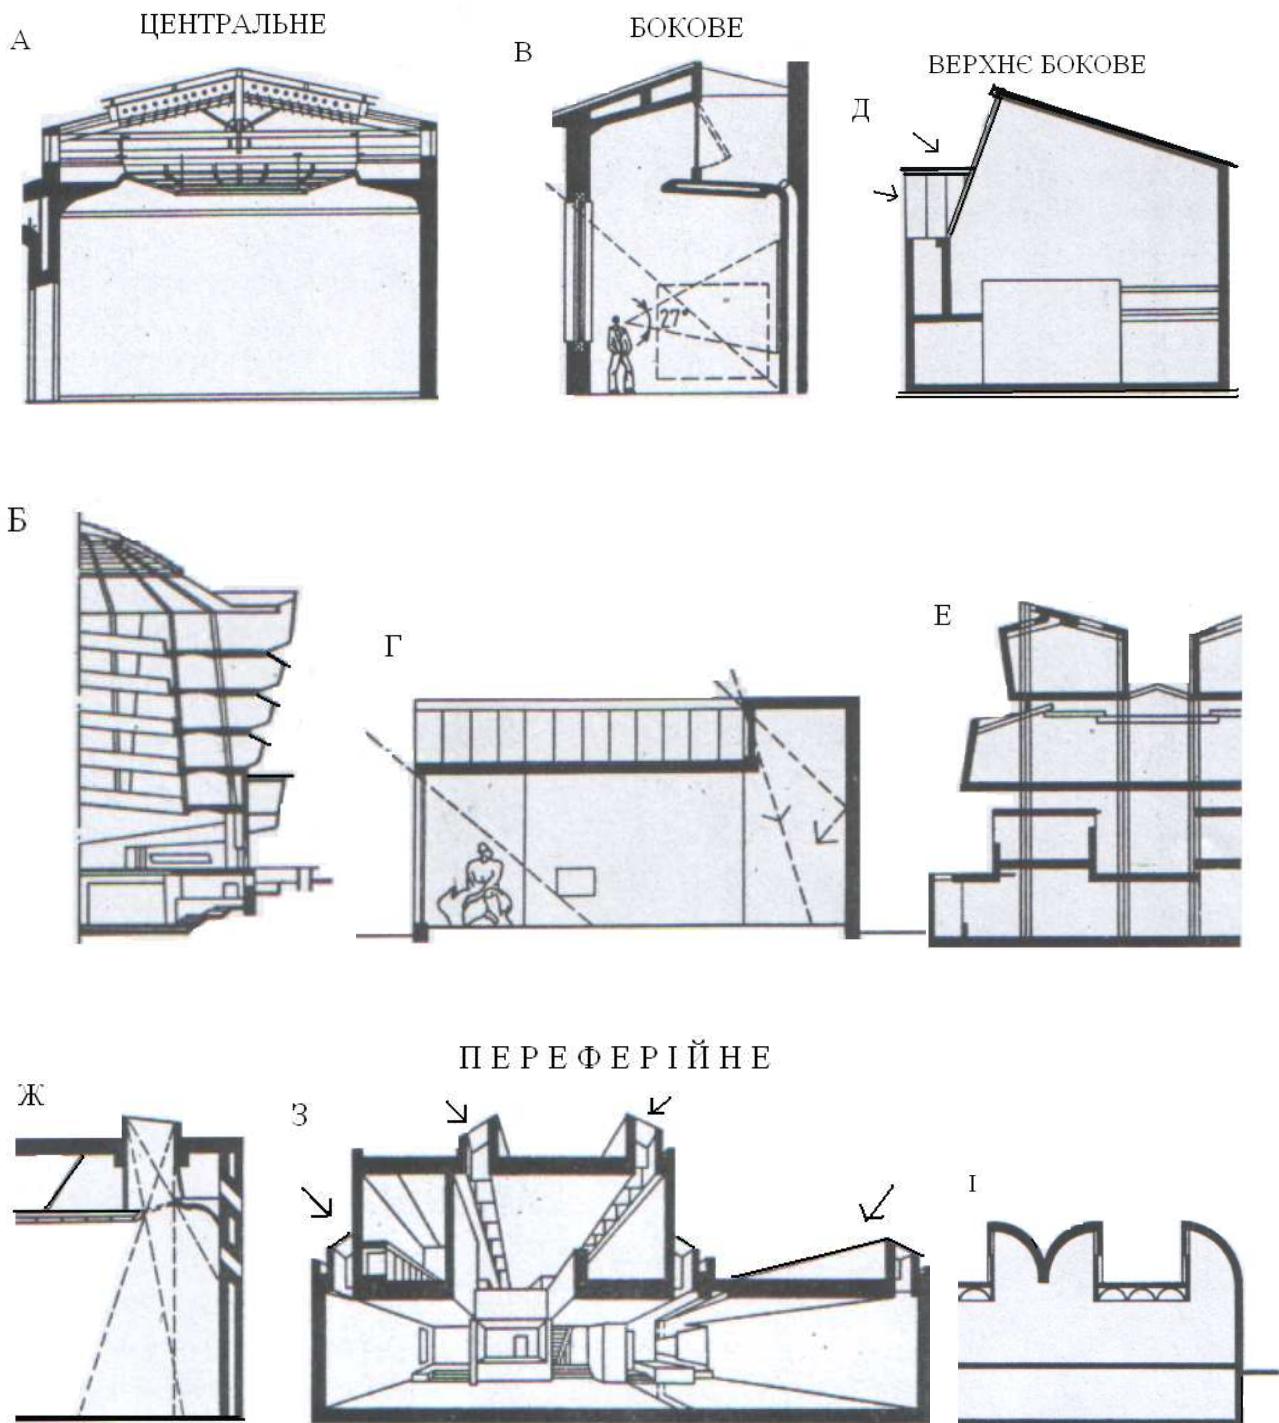 ЦЕНТРАЛЬНЕ
БОКОВЕ
ВЕРХНЄ БОКОВЕ
А
В
Д
27°
Б
Г
Е
ПЕРЕФЕРІЙНЕ
Ж
З
І